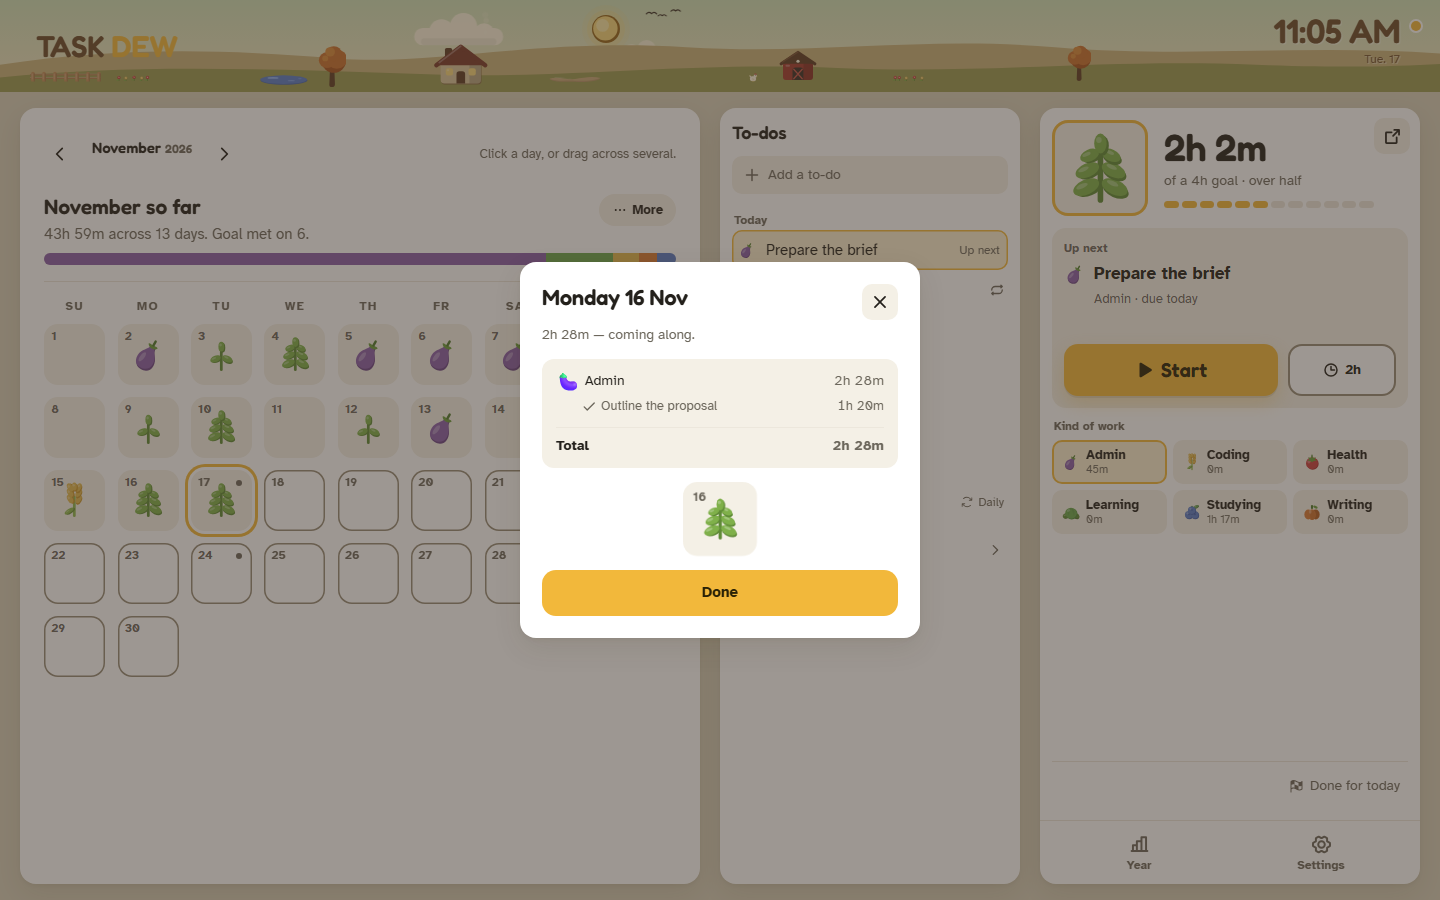 TASK DEW
11:05 AM
Tue. 17
November 2026
Click a day, or drag across several.
November so far
··· More
43h 59m across 13 days. Goal met on 6.
SU MO TU WE TH FR
1 2 3 4 5 6 7
8 9 10 11 12 13 14
15 16 17 18 19 20 21
22 23 24 25 26 27 28
29 30
To-dos
Add a to-do
Today
Prepare the brief Up next
Daily
Monday 16 Nov
2h 28m — coming along.
Admin 2h 28m
Outline the proposal 1h 20m
Total 2h 28m
16
Done
2h 2m
of a 4h goal · over half
Up next
Prepare the brief
Admin · due today
Start 2h
Kind of work
Admin
45m
Coding
0m
Health
0m
Learning
0m
Studying
1h 17m
Writing
0m
Done for today
Year Settings